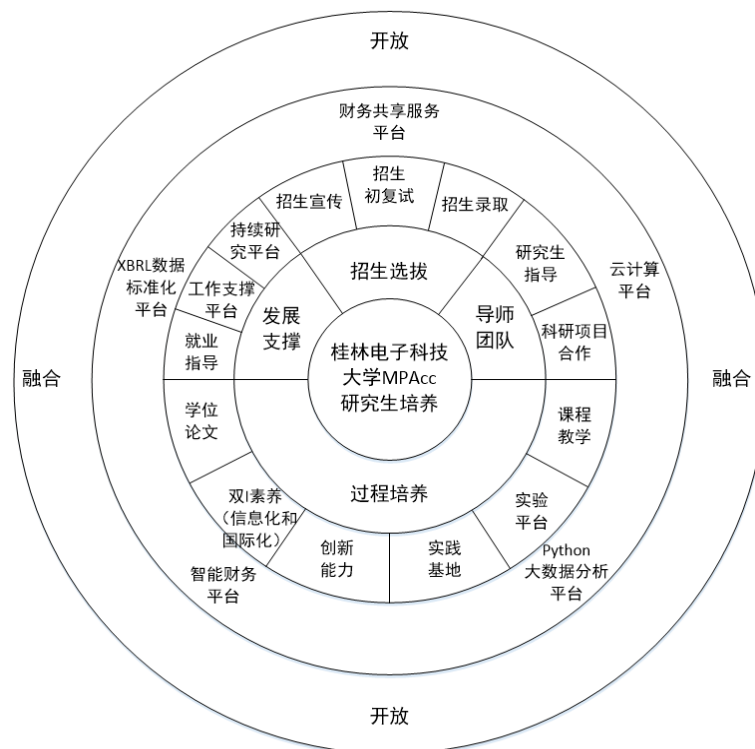 开放
财务共享服务
平台
招生宣传
招生
初复试
招生录取
持续研
究平台
研究生
指导
XBRL数据
标准化
平台
工作支撑
平台
招生选拔
云计算
平台
发展
支撑
导师
团队
就业
指导
科研项目
合作
融合
桂林电子科技
大学MPAcc
研究生培养
融合
学位
论文
课程
教学
过程培养
双I素养
（信息化和
国际化）
实验
平台
创新
能力
实践
基地
智能财务
平台
Python
大数据分析
平台
开放